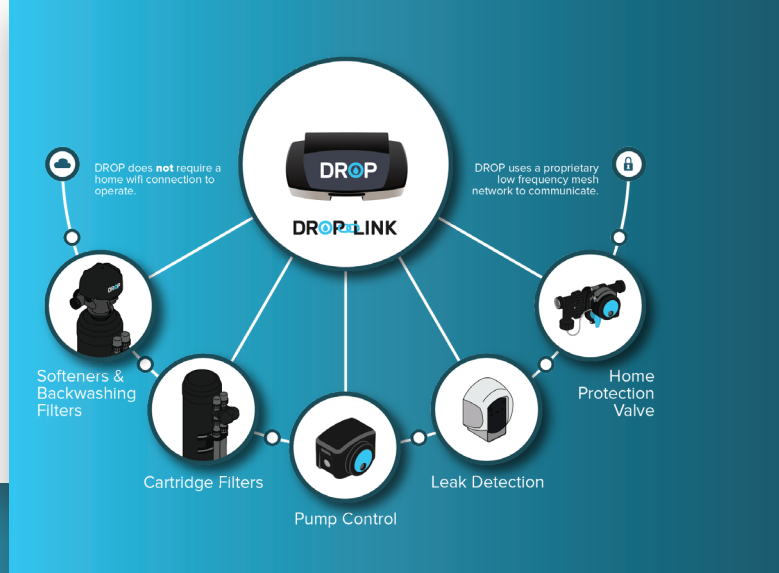 DROP
DROP LINK
DROP does not require a
home wifi connection to
operate.
DROP uses a proprietary
low frequency mesh
network to communicate.
DROP
Softeners &
Backwashing
Filters
Cartridge Filters
Pump Control
Leak Detection
Home
Protection
Valve